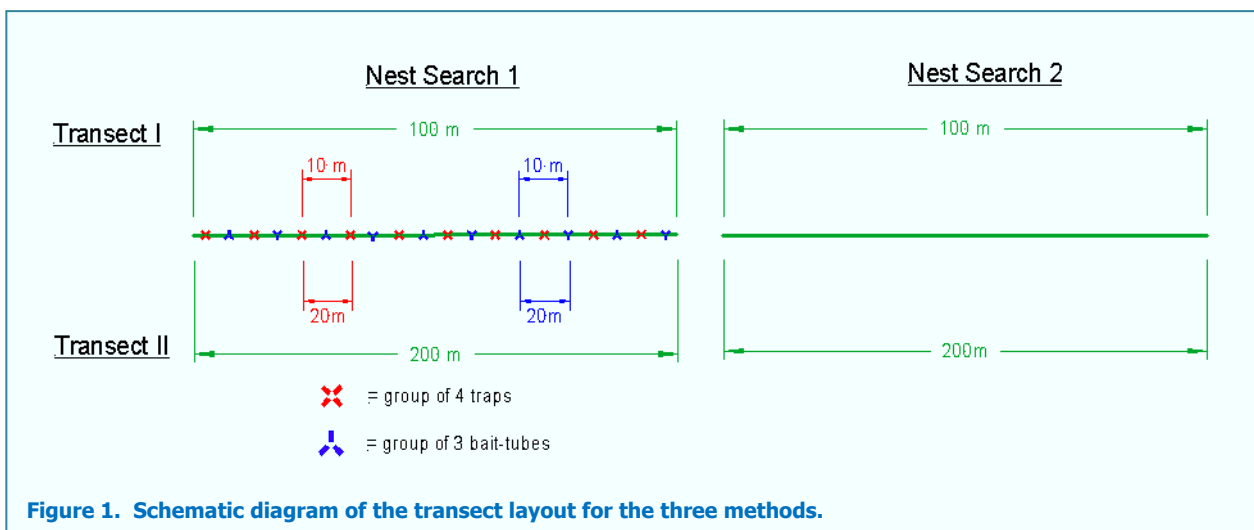 Nest Search 1
Nest Search 2
Transect I
100 m
100 m
10 m
10 m
20m
20m
Transect II
200 m
200m
= group of 4 traps
= group of 3 bait-tubes
Figure 1. Schematic diagram of the transect layout for the three methods.